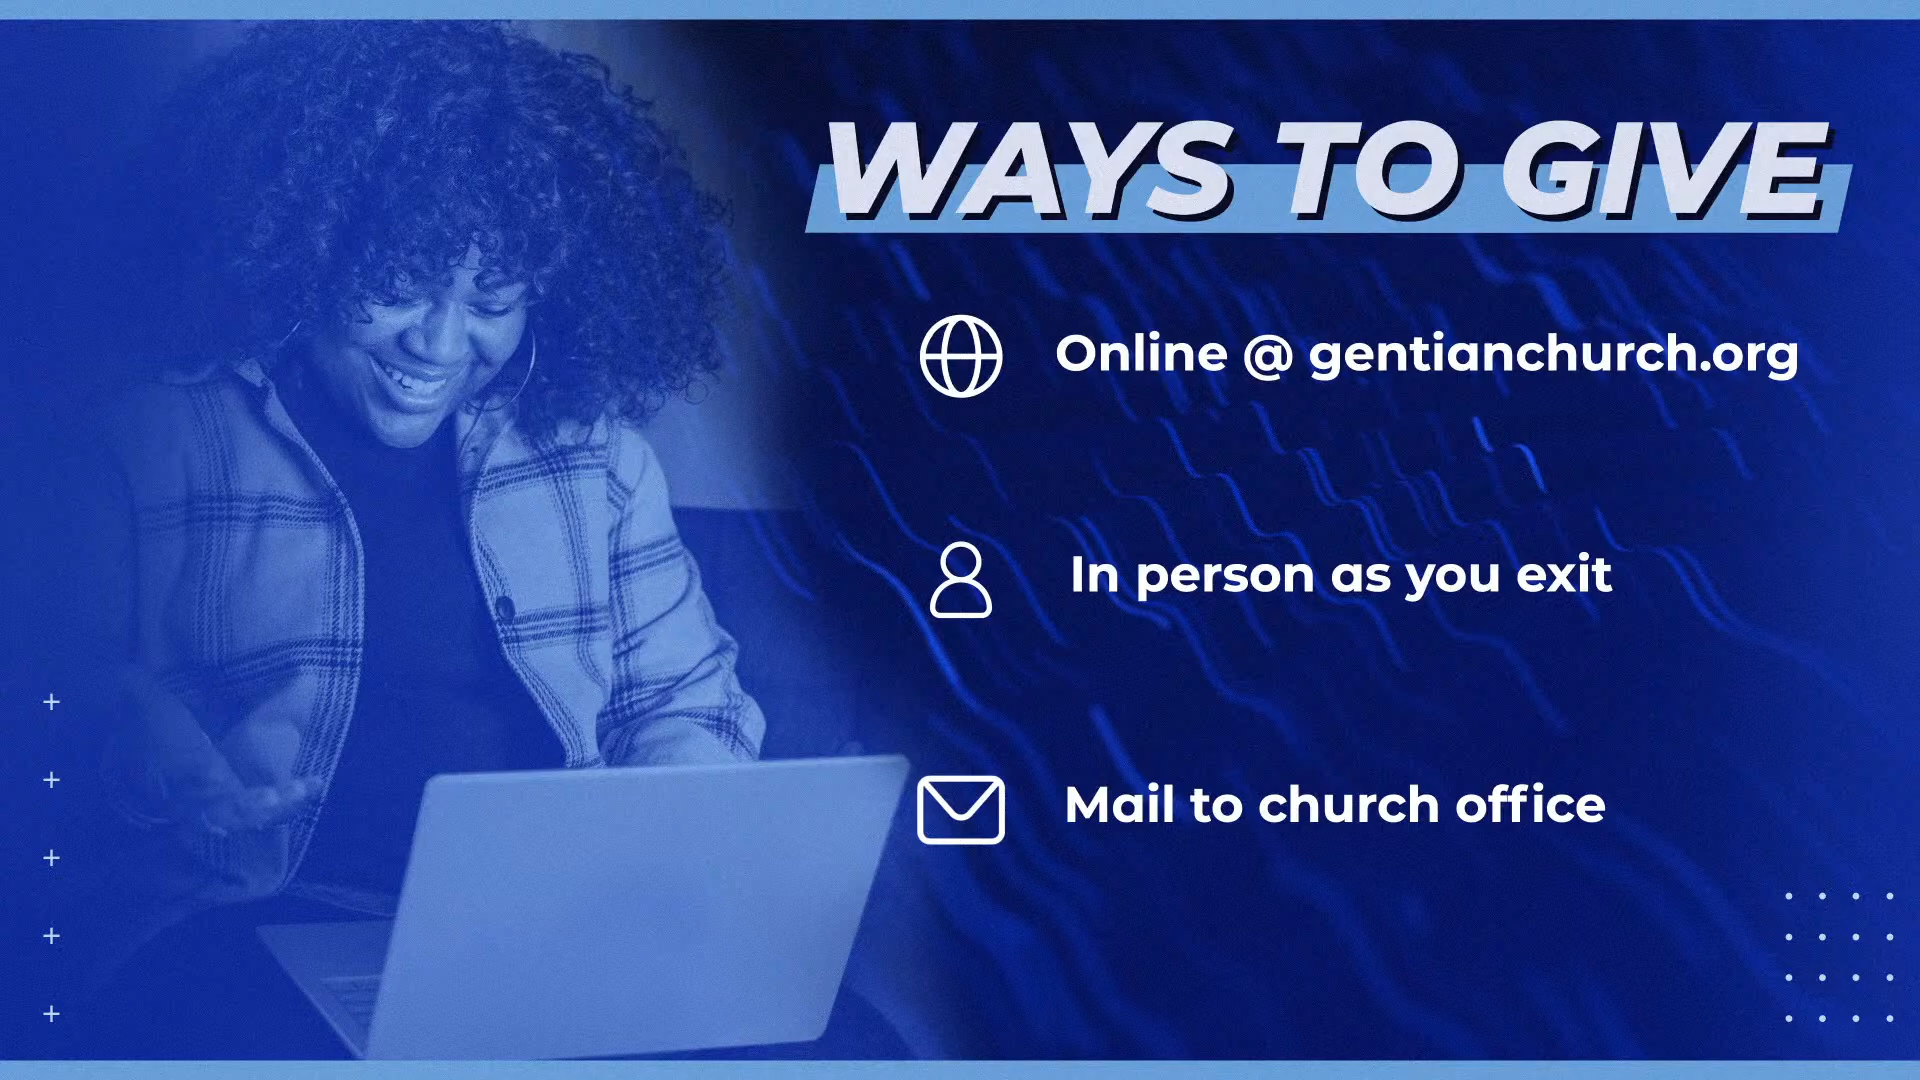 WAYS TO GIVE
Online @ gentianchurch.org
In person as you exit
Mail to church office